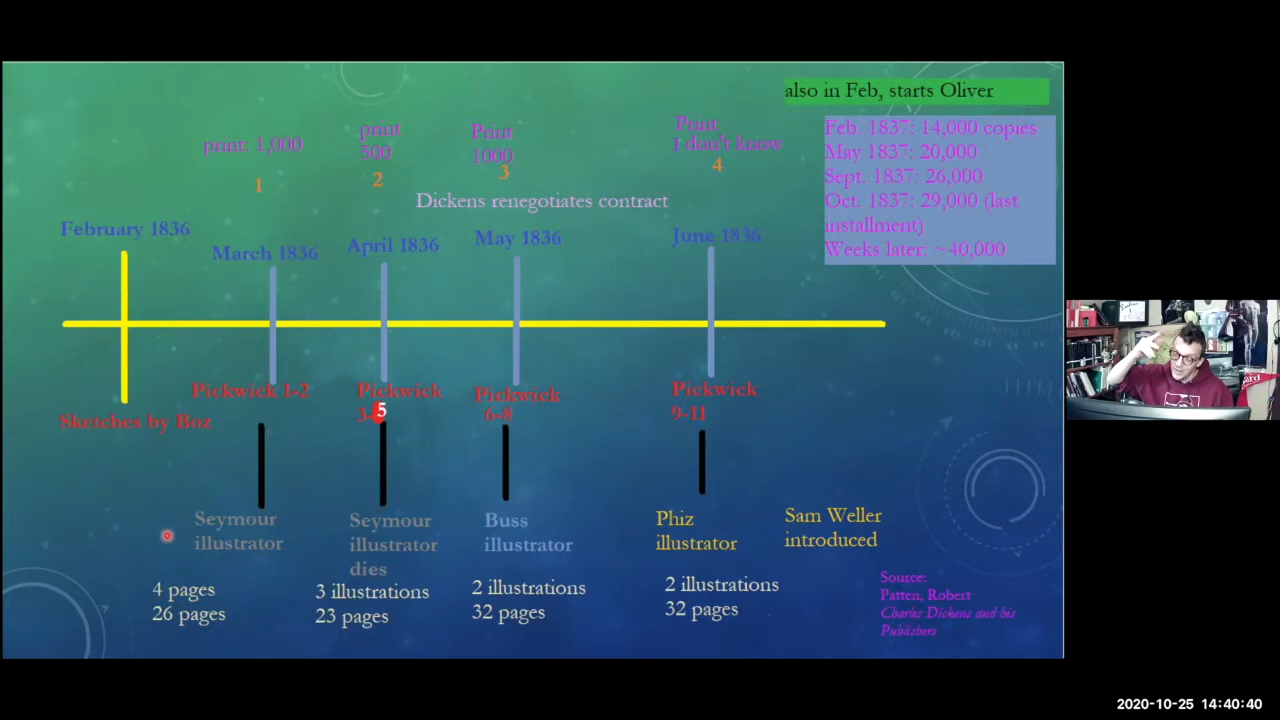 also in Feb, starts Oliver
Feb. 1837: 14,000 copies
May 1837: 20,000
Sept. 1837: 26,000
Oct. 1837: 29,000 (last
installment)
Weeks later: ~40,000
print: 1,000
1
print
500
2
Print
1000
3
Print
I don't know
4
Dickens renegotiates contract
February 1836
March 1836
April 1836
May 1836
June 1836
Sketches by Boz
Pickwick 1-2
Pickwick
3-5
Pickwick
6-8
Pickwick
9-11
Seymour
illustrator
Seymour
illustrator
dies
Buss
illustrator
Phiz
illustrator
Sam Weller
introduced
4 pages
26 pages
3 illustrations
23 pages
2 illustrations
32 pages
2 illustrations
32 pages
Source:
Patten, Robert
Charles Dickens and his
Publishers
2020-10-25 14:40:40